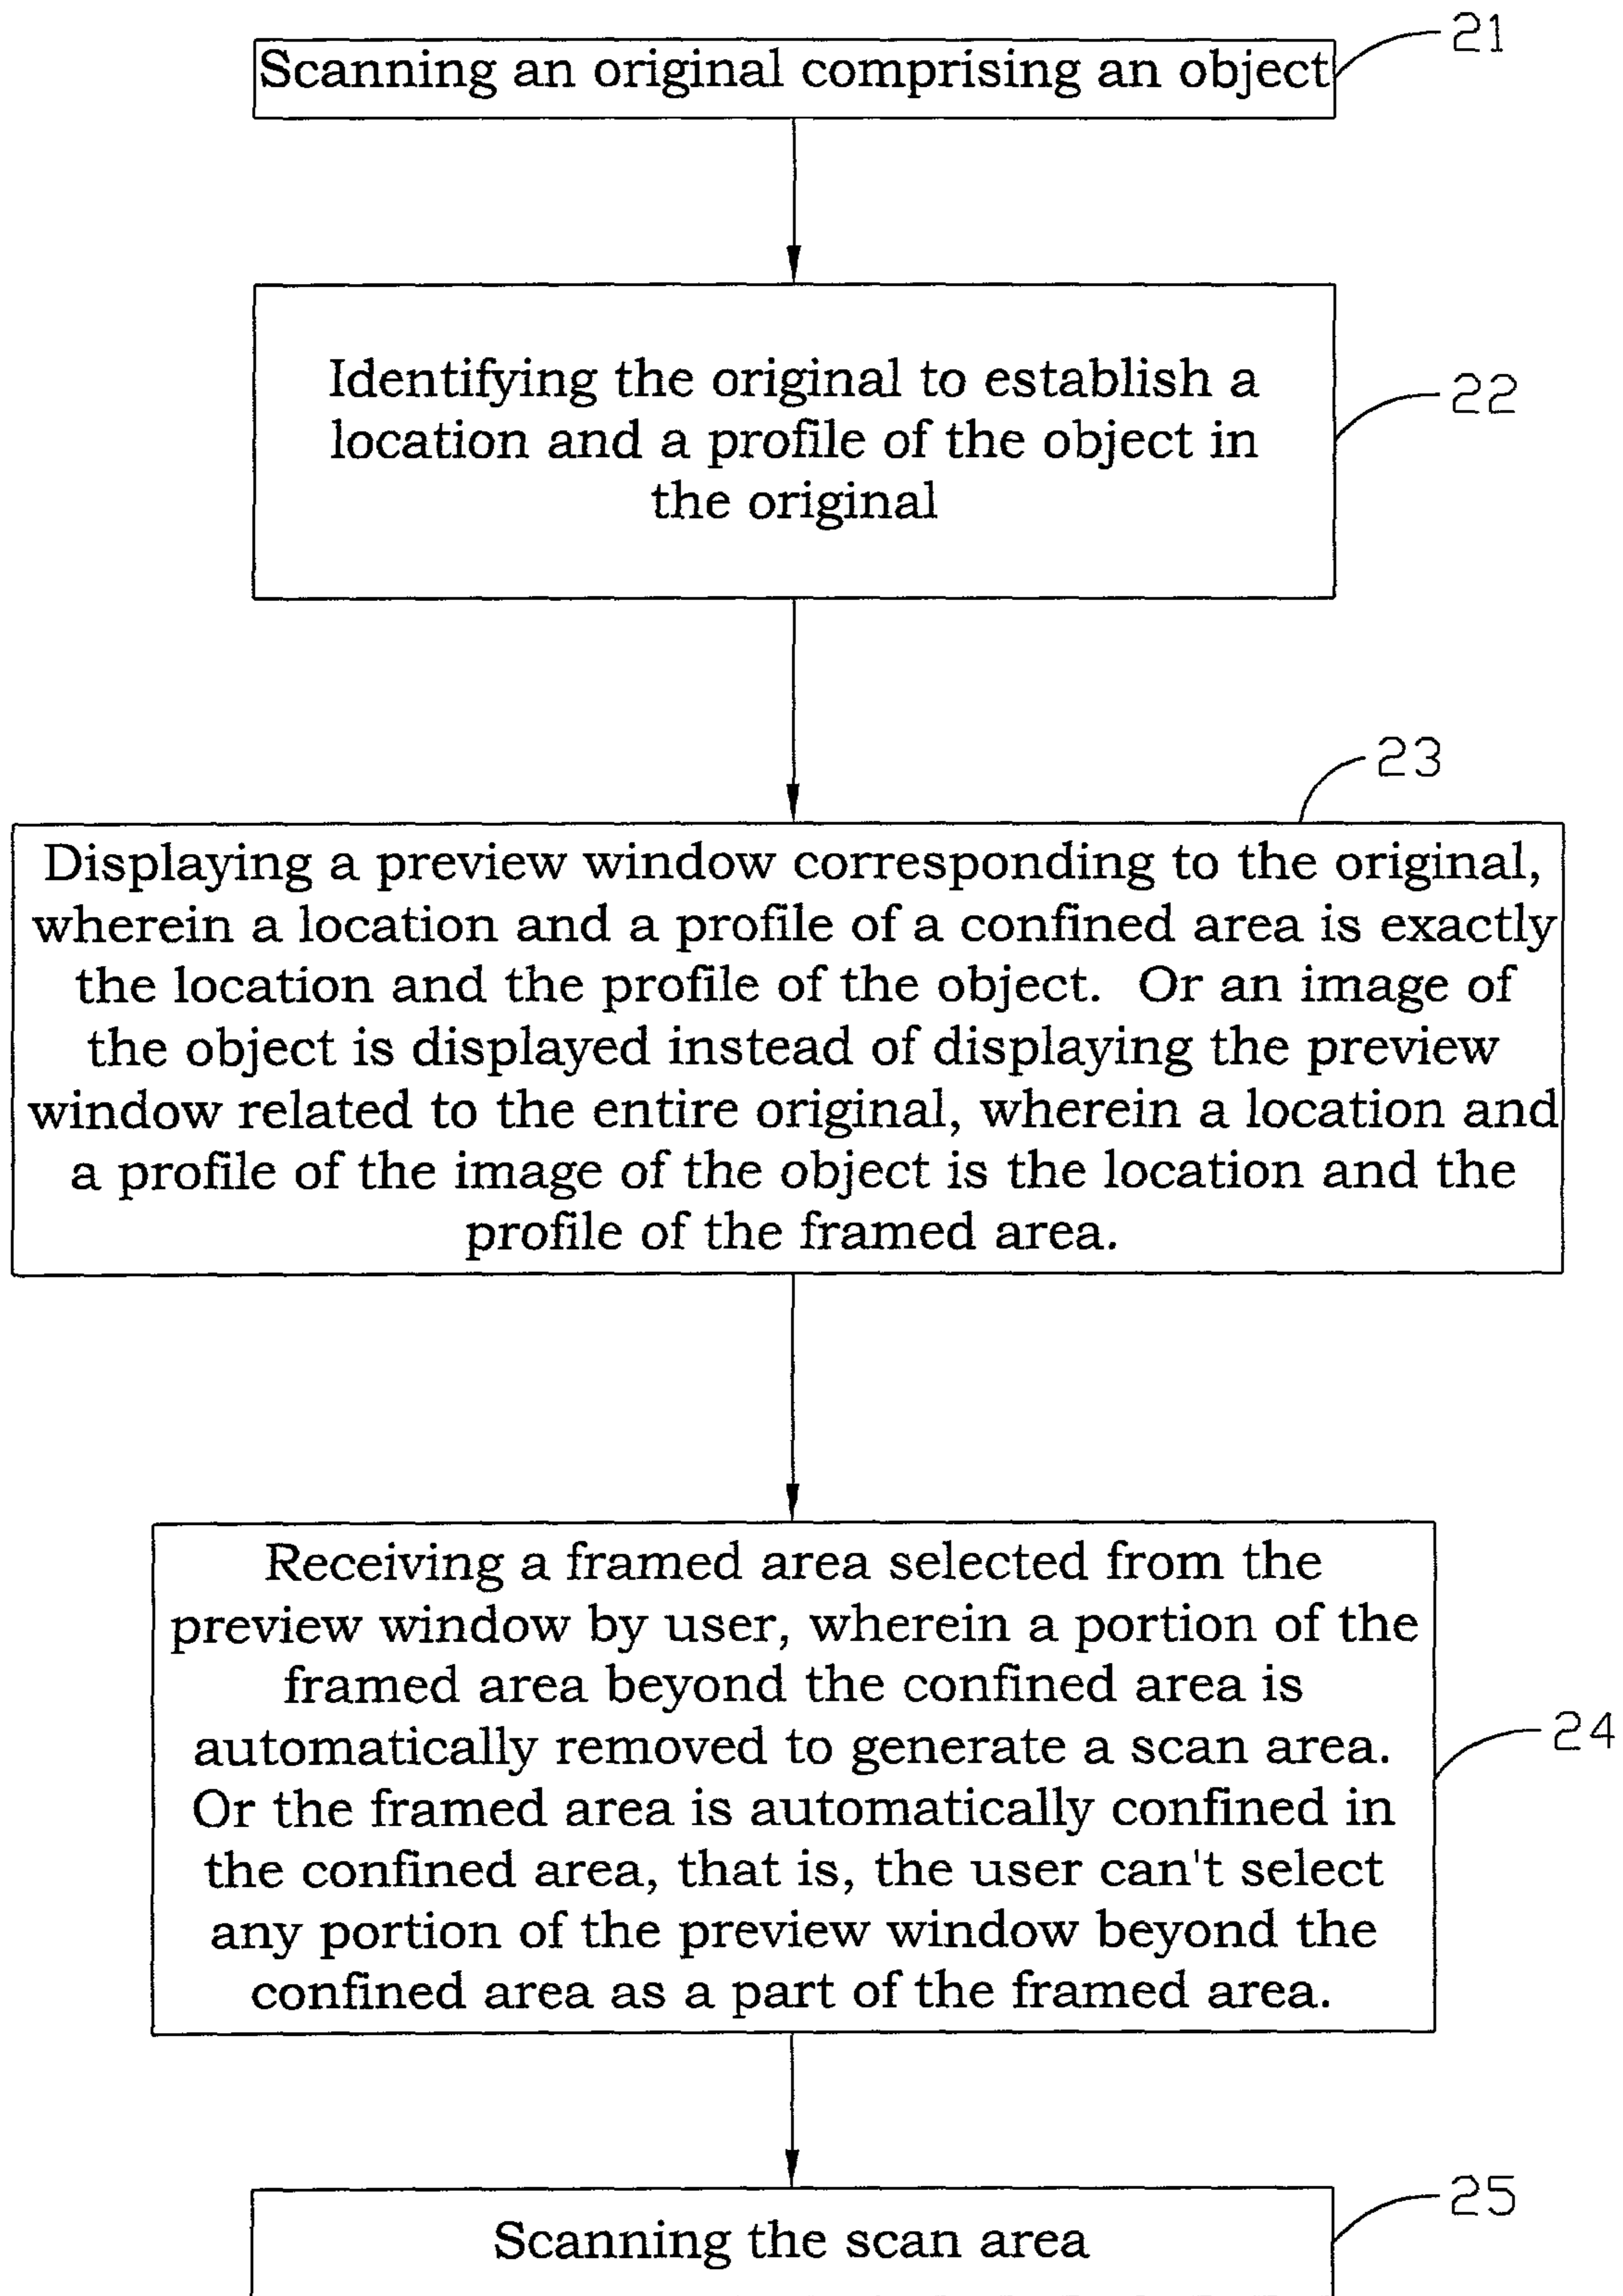 21
Scanning an original comprising an object
Identifying the original to establish a
location and a profile of the object in
the original
22
23
Displaying a preview window corresponding to the original,
wherein a location and a profile of a confined area is exactly
the location and the profile of the object. Or an image of
the object is displayed instead of displaying the preview
window related to the entire original, wherein a location and
a profile of the image of the object is the location and the
profile of the framed area.
Receiving a framed area selected from the
preview window by user, wherein a portion of the
framed area beyond the confined area is
automatically removed to generate a scan area.
Or the framed area is automatically confined in
the confined area, that is, the user can't select
any portion of the preview window beyond the
confined area as a part of the framed area.
24
25
Scanning the scan area